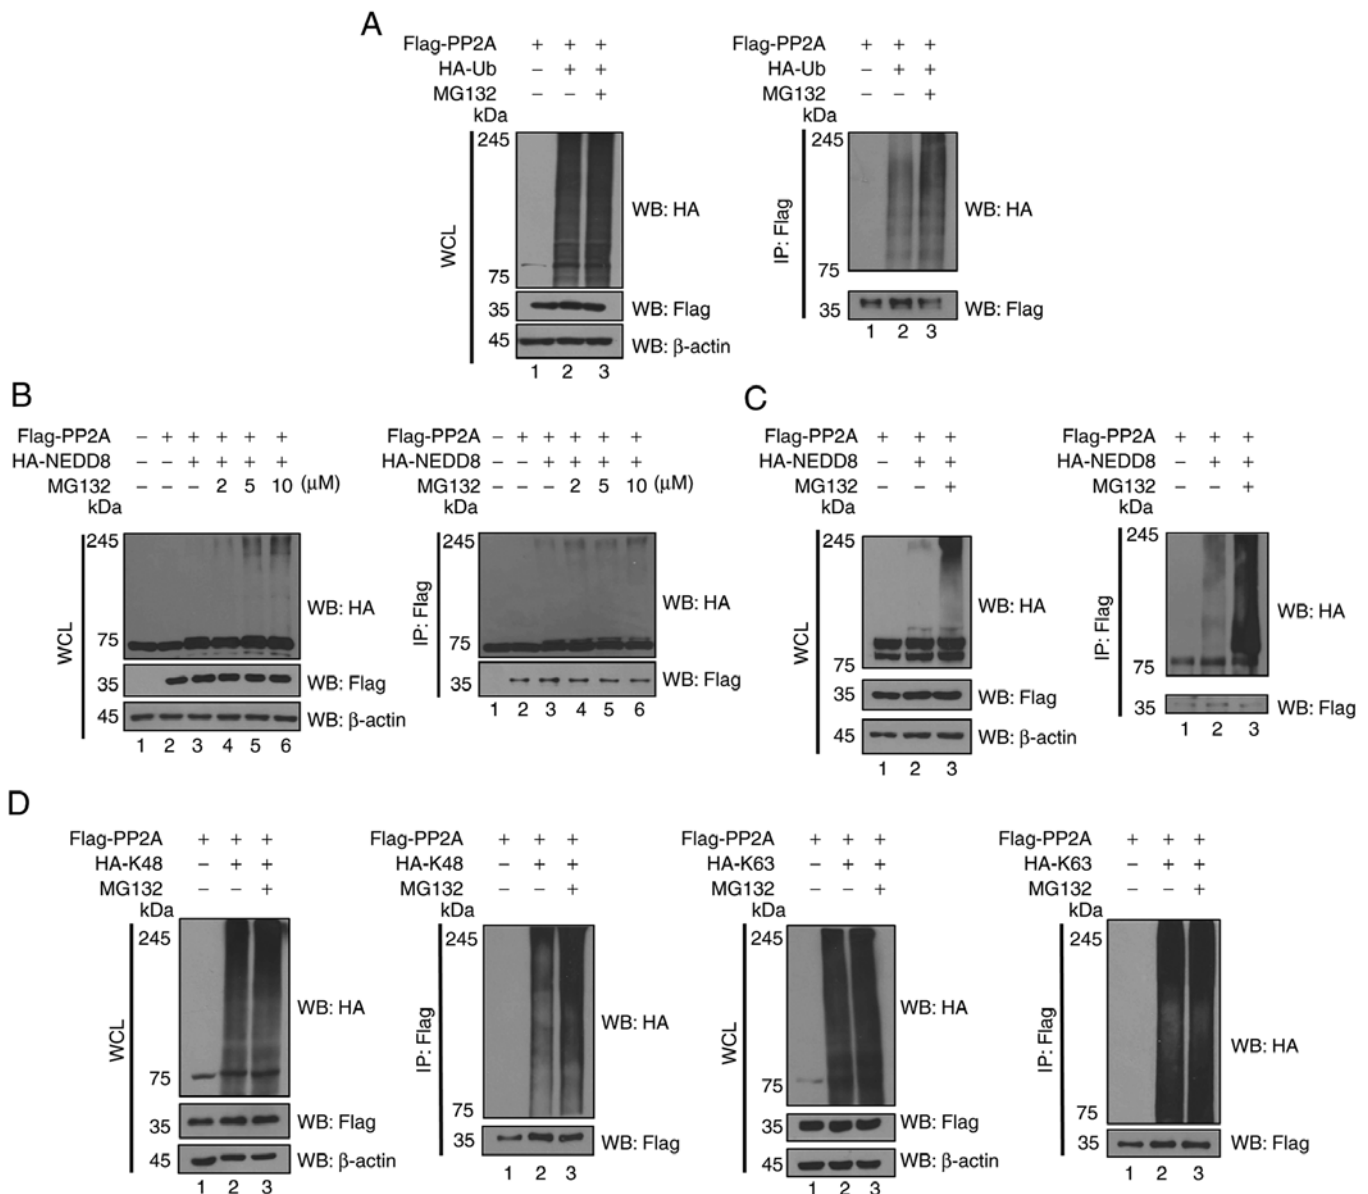 A
Flag-PP2A + + +
HA-Ub – + +
MG132 – – +
kDa
245
75
WB: HA
35
WB: Flag
45
WB: β-actin
WCL
1 2 3
Flag-PP2A + + +
HA-Ub – + +
MG132 – – +
kDa
245
75
WB: HA
35
WB: Flag
IP: Flag
1 2 3
B
Flag-PP2A – + + + + +
HA-NEDD8 – – + + + +
MG132 – – – 2 5 10 (μM)
kDa
245
75
WB: HA
35
WB: Flag
45
WB: β-actin
WCL
1 2 3 4 5 6
Flag-PP2A – + + + + +
HA-NEDD8 – – + + + +
MG132 – – – 2 5 10 (μM)
kDa
245
75
WB: HA
35
WB: Flag
IP: Flag
1 2 3 4 5 6
C
Flag-PP2A + + +
HA-NEDD8 – + +
MG132 – – +
kDa
245
75
WB: HA
35
WB: Flag
45
WB: β-actin
WCL
1 2 3
Flag-PP2A + + +
HA-NEDD8 – + +
MG132 – – +
kDa
245
75
WB: HA
35
WB: Flag
IP: Flag
1 2 3
D
Flag-PP2A + + +
HA-K48 – + +
MG132 – – +
kDa
245
75
WB: HA
35
WB: Flag
45
WB: β-actin
WCL
1 2 3
Flag-PP2A + + +
HA-K48 – + +
MG132 – – +
kDa
245
75
WB: HA
35
WB: Flag
IP: Flag
1 2 3
Flag-PP2A + + +
HA-K63 – + +
MG132 – – +
kDa
245
75
WB: HA
35
WB: Flag
45
WB: β-actin
WCL
1 2 3
Flag-PP2A + + +
HA-K63 – + +
MG132 – – +
kDa
245
75
WB: HA
35
WB: Flag
IP: Flag
1 2 3